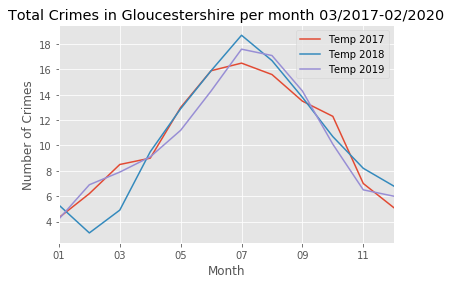 Total Crimes in Gloucestershire per month 03/2017-02/2020
Temp 2017
Temp 2018
Temp 2019
Number of Crimes
18
16
14
12
10
8
6
4
01 03 05 07 09 11
Month